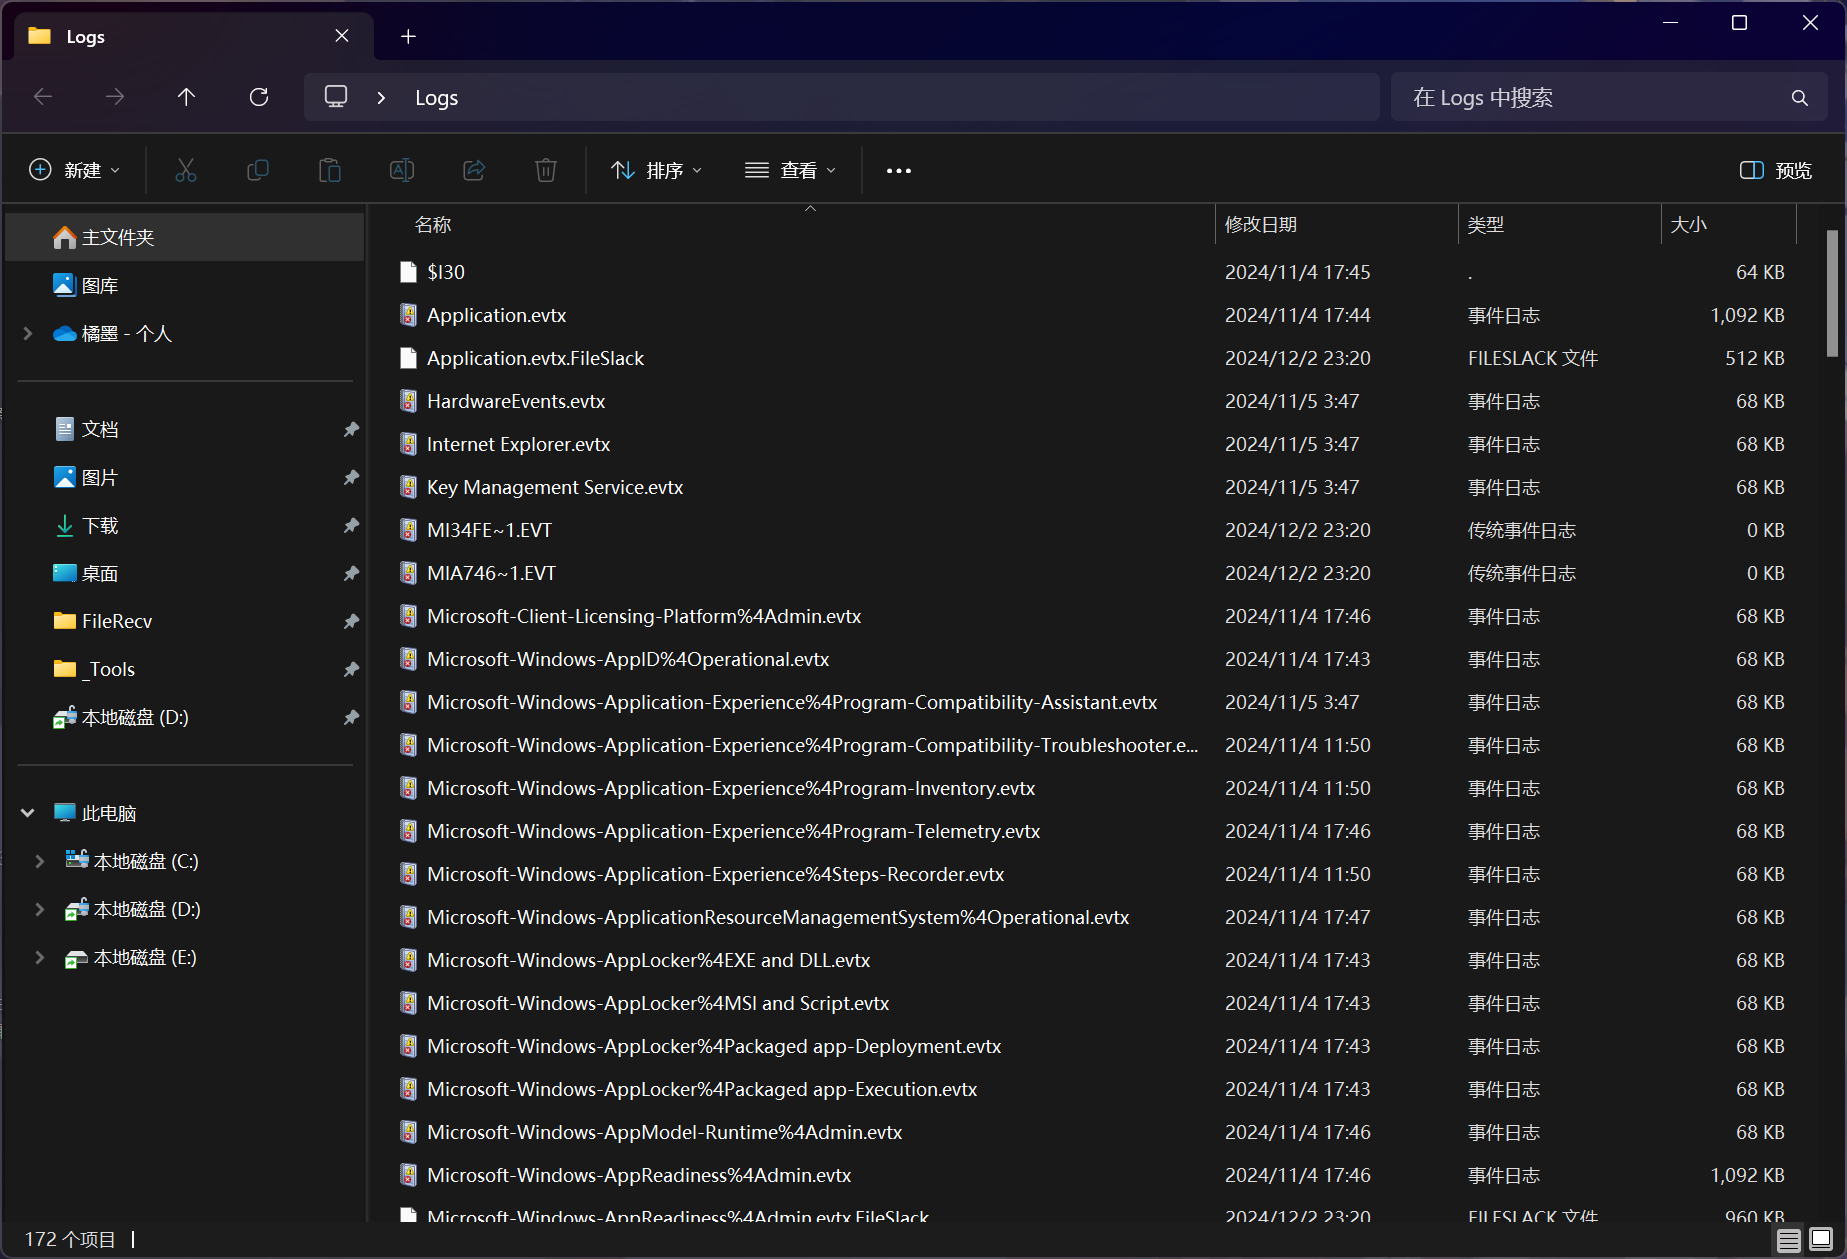 Logs
Logs
在 Logs 中搜索
新建
排序
查看
预览
主文件夹
图库
橘墨 - 个人
文档
图片
下载
桌面
FileRecv
_Tools
本地磁盘 (D:)
此电脑
本地磁盘 (C:)
本地磁盘 (D:)
本地磁盘 (E:)
名称 修改日期 类型 大小
$I30 2024/11/4 17:45 . 64 KB
Application.evtx 2024/11/4 17:44 事件日志 1,092 KB
Application.evtx.FileSlack 2024/12/2 23:20 FILESLACK 文件 512 KB
HardwareEvents.evtx 2024/11/5 3:47 事件日志 68 KB
Internet Explorer.evtx 2024/11/5 3:47 事件日志 68 KB
Key Management Service.evtx 2024/11/5 3:47 事件日志 68 KB
MI34FE~1.EVT 2024/12/2 23:20 传统事件日志 0 KB
MIA746~1.EVT 2024/12/2 23:20 传统事件日志 0 KB
Microsoft-Client-Licensing-Platform%4Admin.evtx 2024/11/4 17:46 事件日志 68 KB
Microsoft-Windows-AppID%4Operational.evtx 2024/11/4 17:43 事件日志 68 KB
Microsoft-Windows-Application-Experience%4Program-Compatibility-Assistant.evtx 2024/11/5 3:47 事件日志 68 KB
Microsoft-Windows-Application-Experience%4Program-Compatibility-Troubleshooter.e... 2024/11/4 11:50 事件日志 68 KB
Microsoft-Windows-Application-Experience%4Program-Inventory.evtx 2024/11/4 11:50 事件日志 68 KB
Microsoft-Windows-Application-Experience%4Program-Telemetry.evtx 2024/11/4 17:46 事件日志 68 KB
Microsoft-Windows-Application-Experience%4Steps-Recorder.evtx 2024/11/4 11:50 事件日志 68 KB
Microsoft-Windows-ApplicationResourceManagementSystem%4Operational.evtx 2024/11/4 17:47 事件日志 68 KB
Microsoft-Windows-AppLocker%4EXE and DLL.evtx 2024/11/4 17:43 事件日志 68 KB
Microsoft-Windows-AppLocker%4MSI and Script.evtx 2024/11/4 17:43 事件日志 68 KB
Microsoft-Windows-AppLocker%4Packaged app-Deployment.evtx 2024/11/4 17:43 事件日志 68 KB
Microsoft-Windows-AppLocker%4Packaged app-Execution.evtx 2024/11/4 17:43 事件日志 68 KB
Microsoft-Windows-AppModel-Runtime%4Admin.evtx 2024/11/4 17:46 事件日志 68 KB
Microsoft-Windows-AppReadiness%4Admin.evtx 2024/11/4 17:46 事件日志 1,092 KB
Microsoft-Windows-AppReadiness%4Admin.evtx.FileSlack 2024/12/2 23:20 FILESLACK 文件 960 KB
172 个项目